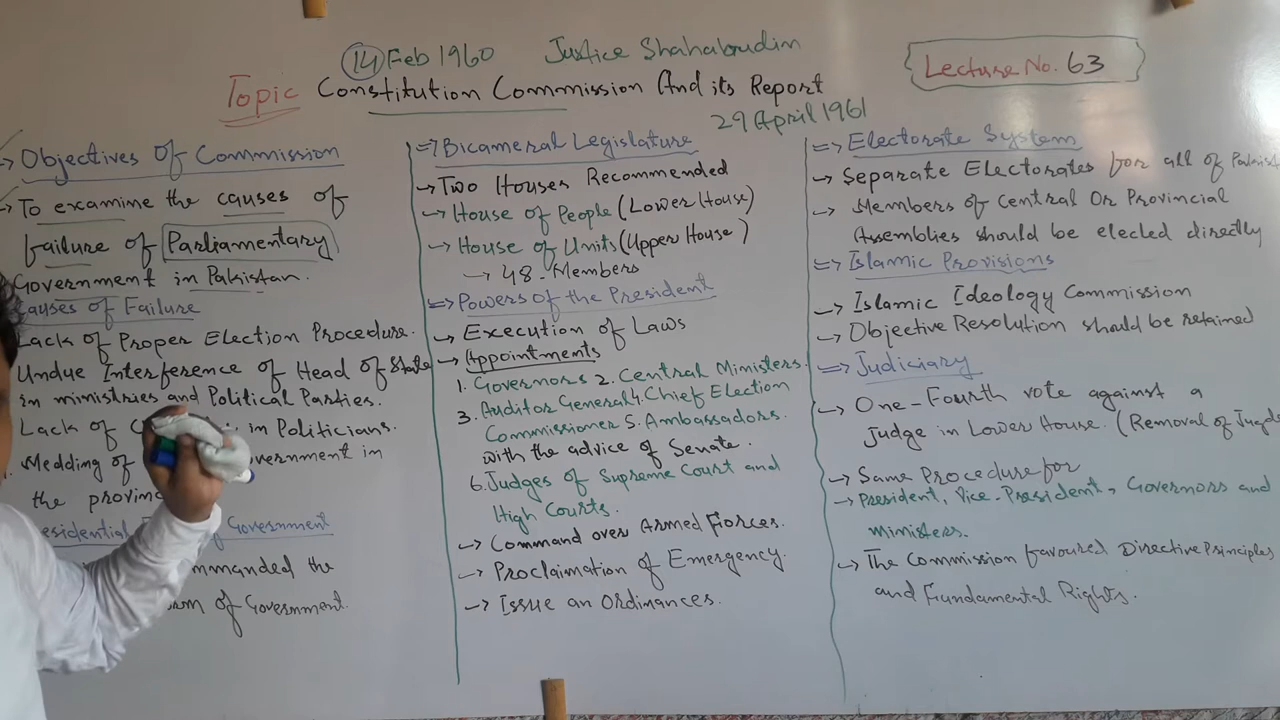 14 Feb 1960 Justice Shahabudin
Lecture No. 63
Topic Constitution Commission And its Report
29 April 1961
Objectives Of Commission
To examine the causes of
failure of Parliamentary
Government in Pakistan.
Causes of Failure
Lack of Proper Election Procedure.
Undue Interference of Head of State
in ministries and Political Parties.
Lack of in Politicians.
Medding of in
the
Government
the
of Government.
=> Bicameral Legislature
→ Two Houses Recommended
→ House of People (Lower House)
→ House of Units (Upper House)
→ 48 - Members
=> Powers of the President
→ Execution of Laws
→ Appointments
1. Governors 2. Central Ministers.
3. Auditor General 4. Chief Election
Commissioner 5. Ambassadors.
with the advice of Senate.
6. Judges of Supreme Court and
High Courts.
→ Command over Armed Forces.
→ Proclaimation of Emergency.
→ Issue an Ordinances.
=> Electorate System
→ Separate Electorates for all of
→ Members of Central Or Provincial
Assemblies should be elecled directly
=> Islamic Provisions
→ Islamic Ideology Commission
→ Objective Resolution should be retained
=> Judiciary
→ One-Fourth vote against a
Judge in Lower House. (Removal of
→ Same Procedure for
→ President, Vice-President, Governors and
ministers.
→ The Commission favoured Directive Principles
and Fundamental Rights.